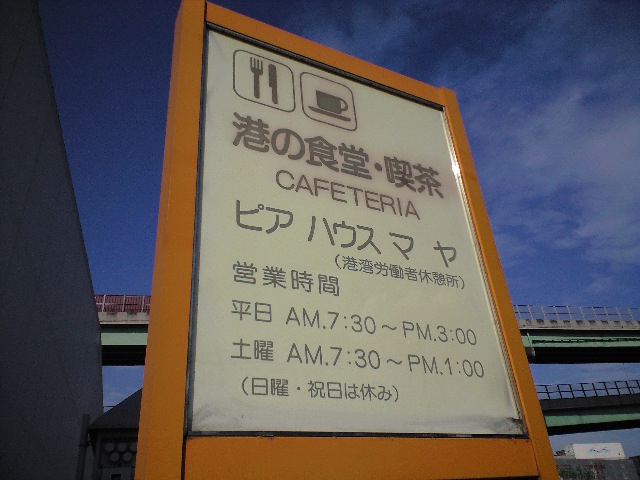 港の食堂・喫茶
CAFETERIA
ピア ハウス マ ヤ
（港湾労働者休憩所）
営業時間
平日 AM.7:30～PM.3:00
土曜 AM.7:30～PM.1:00
（日曜・祝日は休み）